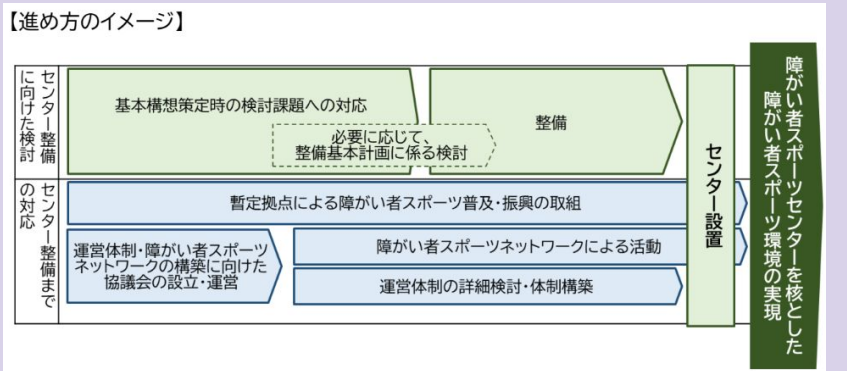 【進め方のイメージ】
センター整備
に向けた検討
基本構想策定時の検討課題への対応
必要に応じて、
整備基本計画に係る検討
整備
センター整備まで
の対応
暫定拠点による障がい者スポーツ普及・振興の取組
運営体制・障がい者スポーツ
ネットワークの構築に向けた
協議会の設立・運営
障がい者スポーツネットワークによる活動
運営体制の詳細検討・体制構築
センター設置
障がい者スポーツセンターを核とした
障がい者スポーツ環境の実現